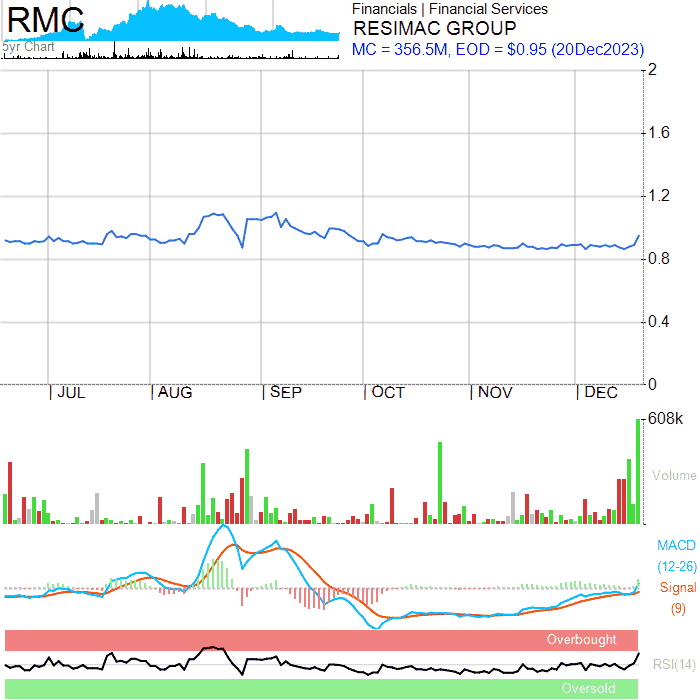 RMC
5yr Chart
Financials | Financial Services
RESIMAC GROUP
MC = 356.5M, EOD = $0.95 (20Dec2023)
2
1.6
1.2
0.8
0.4
0
JUL AUG SEP OCT NOV DEC
608k
Volume
MACD
(12-26)
Signal
(9)
Overbought
RSI(14)
Oversold